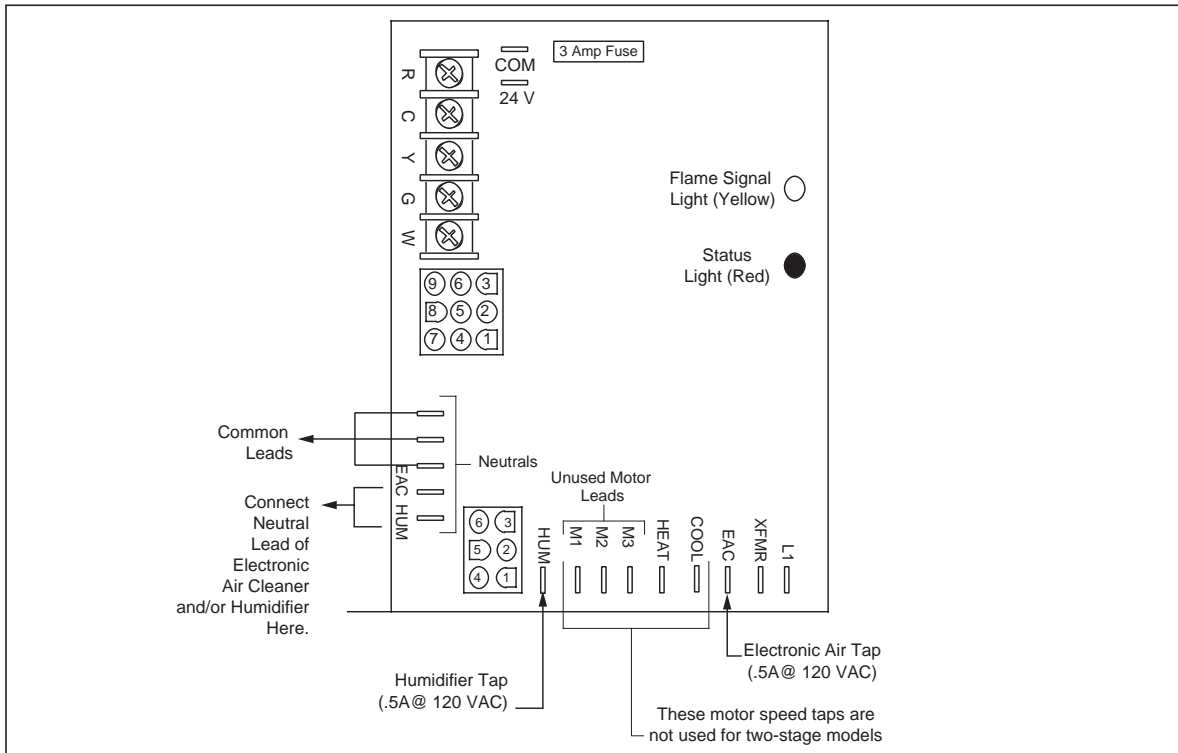 3 Amp Fuse
COM
24 V
R
C
Y
G
W
Flame Signal
Light (Yellow)
Status
Light (Red)
9 6 3
8 5 2
7 4 1
Common
Leads
Neutrals
EAC
HUM
Connect
Neutral
Lead of
Electronic
Air Cleaner
and/or Humidifier
Here.
6 3
5 2
4 1
Unused Motor
Leads
HUM
M1
M2
M3
HEAT
COOL
EAC
XFMR
L1
Humidifier Tap
(.5A@ 120 VAC)
Electronic Air Tap
(.5A@ 120 VAC)
These motor speed taps are
not used for two-stage models